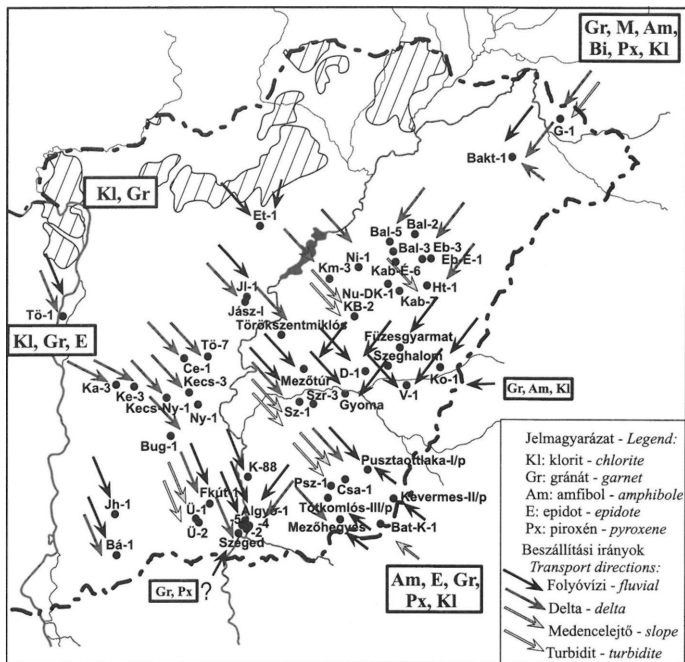 Gr, M, Am,
Bi, Px, Kl
G-1
Bakt-1
Kl, Gr
Et-1
Bal-5
Bal-2
Bal-3
Eb-3
Ni-1
Eb-É-1
Km-3
Kab-É-6
Jl-1
Nu-DK-1
Ht-1
Kab-7
Jász-I
KB-2
Tö-1
Törökszentmiklós
Kl, Gr, E
Füzesgyarmat
Tö-7
Szeghalom
Ce-1
Mezőtúr
D-1
Ko-1
Ka-3
Kecs-3
V-1
Gr, Am, Kl
Ke-3
Kecs-Ny-1
Ny-1
Sz-1
Szr-3
Gyoma
Bug-1
K-88
Pusztaottlaka-I/p
Psz-1
Csa-1
Jh-1
Fkút-1
Ü-1
Algyő-1
Kevermes-II/p
Tótkomlós-III/p
-5
-4
Ü-2
-2
Mezőhegyes
Bat-K-1
Szeged
Bá-1
Gr, Px
?
Am, E, Gr,
Px, Kl
Jelmagyarázat - Legend:
Kl: klorit - chlorite
Gr: gránát - garnet
Am: amfibol - amphibole
E: epidot - epidote
Px: piroxén - pyroxene
Beszállítási irányok
Transport directions:
Folyóvízi - fluvial
Delta - delta
Medencelejtő - slope
Turbidit - turbidite